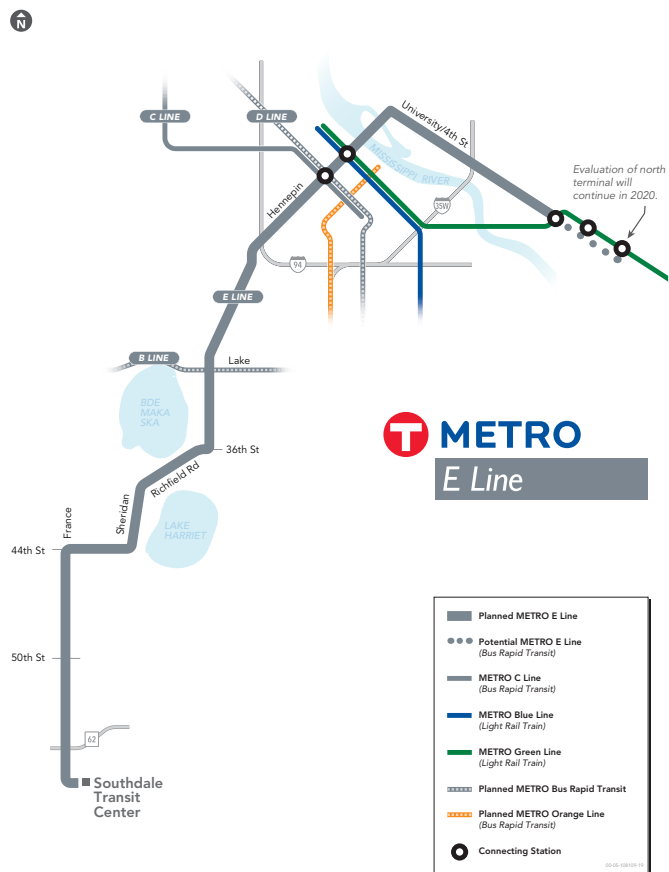 N
C LINE
D LINE
University/4th St
MISSISSIPPI RIVER
Evaluation of north
terminal will
continue in 2020.
Hennepin
35W
94
E LINE
B LINE
Lake
BDE
MAKA
SKA
36th St
Richfield Rd
Sheridan
LAKE
HARRIET
France
44th St
50th St
62
Southdale
Transit
Center
T METRO
E Line
Planned METRO E Line
Potential METRO E Line
(Bus Rapid Transit)
METRO C Line
(Bus Rapid Transit)
METRO Blue Line
(Light Rail Train)
METRO Green Line
(Light Rail Train)
Planned METRO Bus Rapid Transit
Planned METRO Orange Line
(Bus Rapid Transit)
Connecting Station